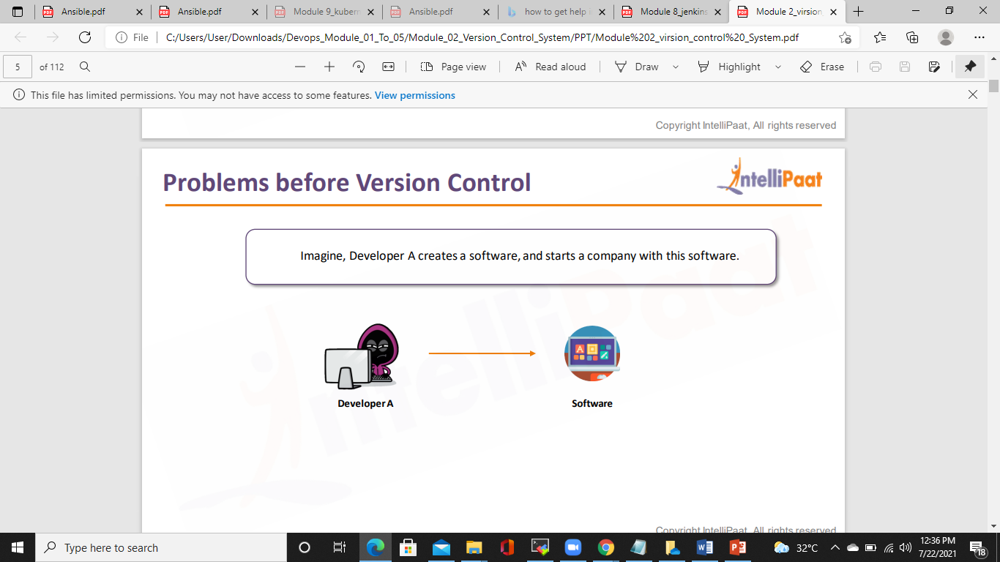 Ansible.pdf
Ansible.pdf
Module 9_kubern
Ansible.pdf
how to get help i
Module 8_jenkins
Module 2_virsion
File
C:/Users/User/Downloads/Devops_Module_01_To_05/Module_02_Version_Control_System/PPT/Module%202_virsion_control%20_System.pdf
5 of 112
Page view
Read aloud
Draw
Highlight
Erase
This file has limited permissions. You may not have access to some features. View permissions
Copyright IntelliPaat, All rights reserved
Problems before Version Control
IntelliPaat
Imagine, Developer A creates a software, and starts a company with this software.
Developer A
Software
IntelliPaat
Copyright IntelliPaat, All rights reserved
Type here to search
32°C
12:36 PM
7/22/2021
18